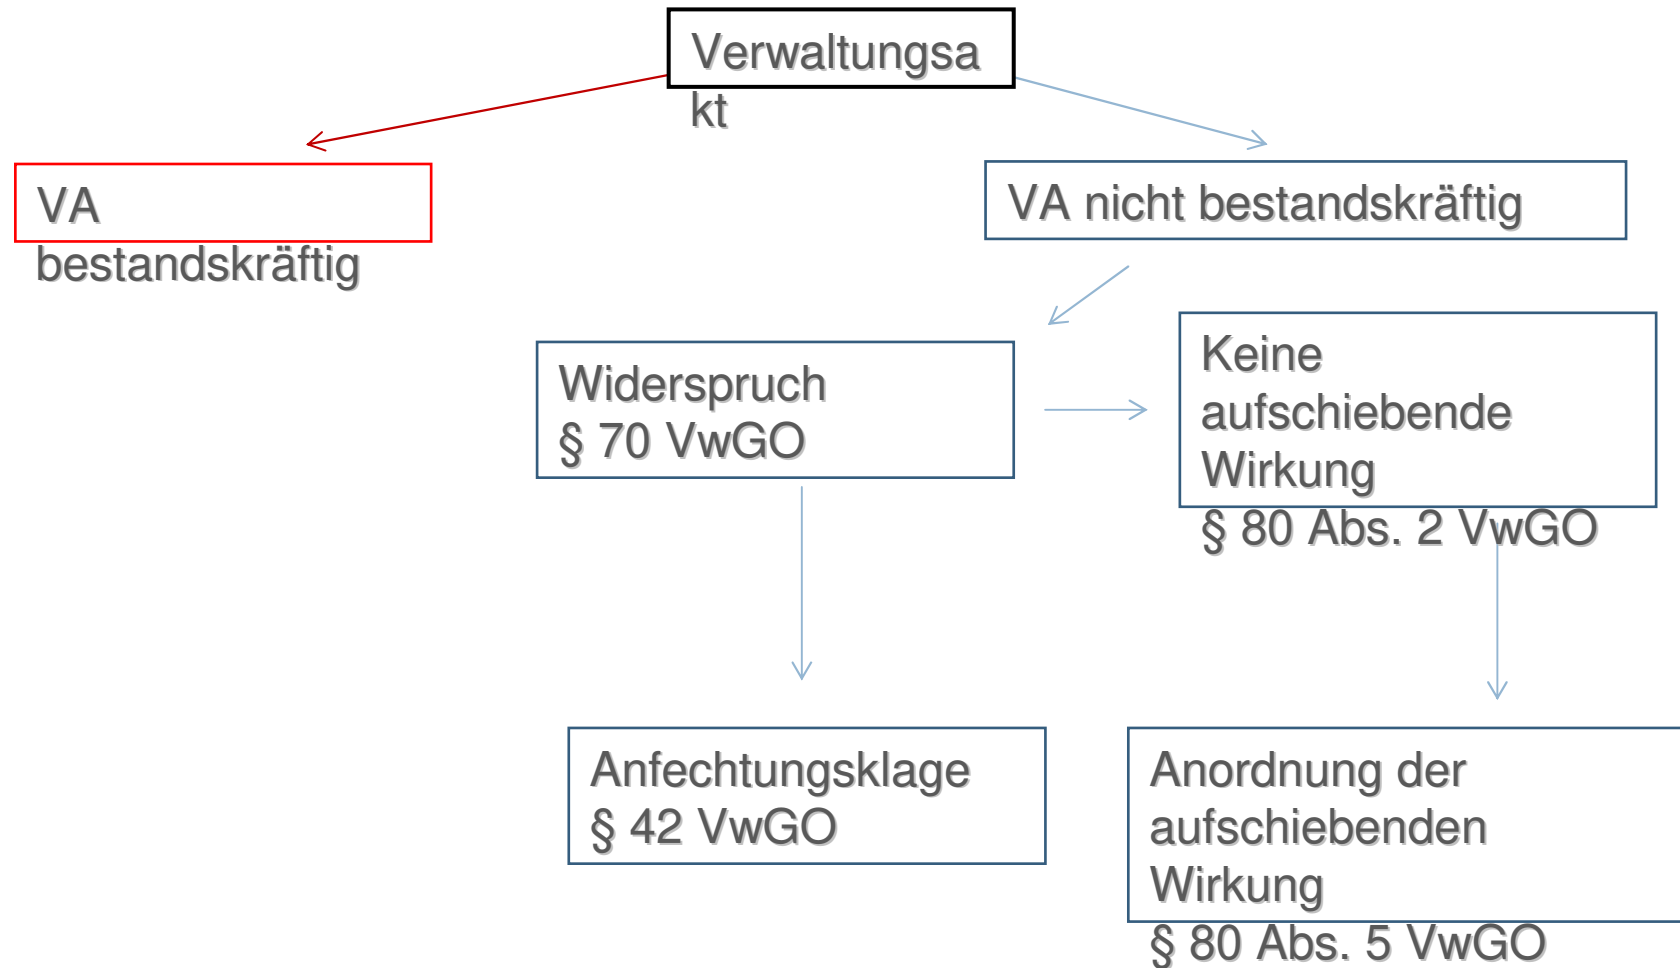 Verwaltungsa
kt
VA
bestandskräftig
VA nicht bestandskräftig
Widerspruch
§ 70 VwGO
Keine
aufschiebende
Wirkung
§ 80 Abs. 2 VwGO
Anfechtungsklage
§ 42 VwGO
Anordnung der
aufschiebenden
Wirkung
§ 80 Abs. 5 VwGO